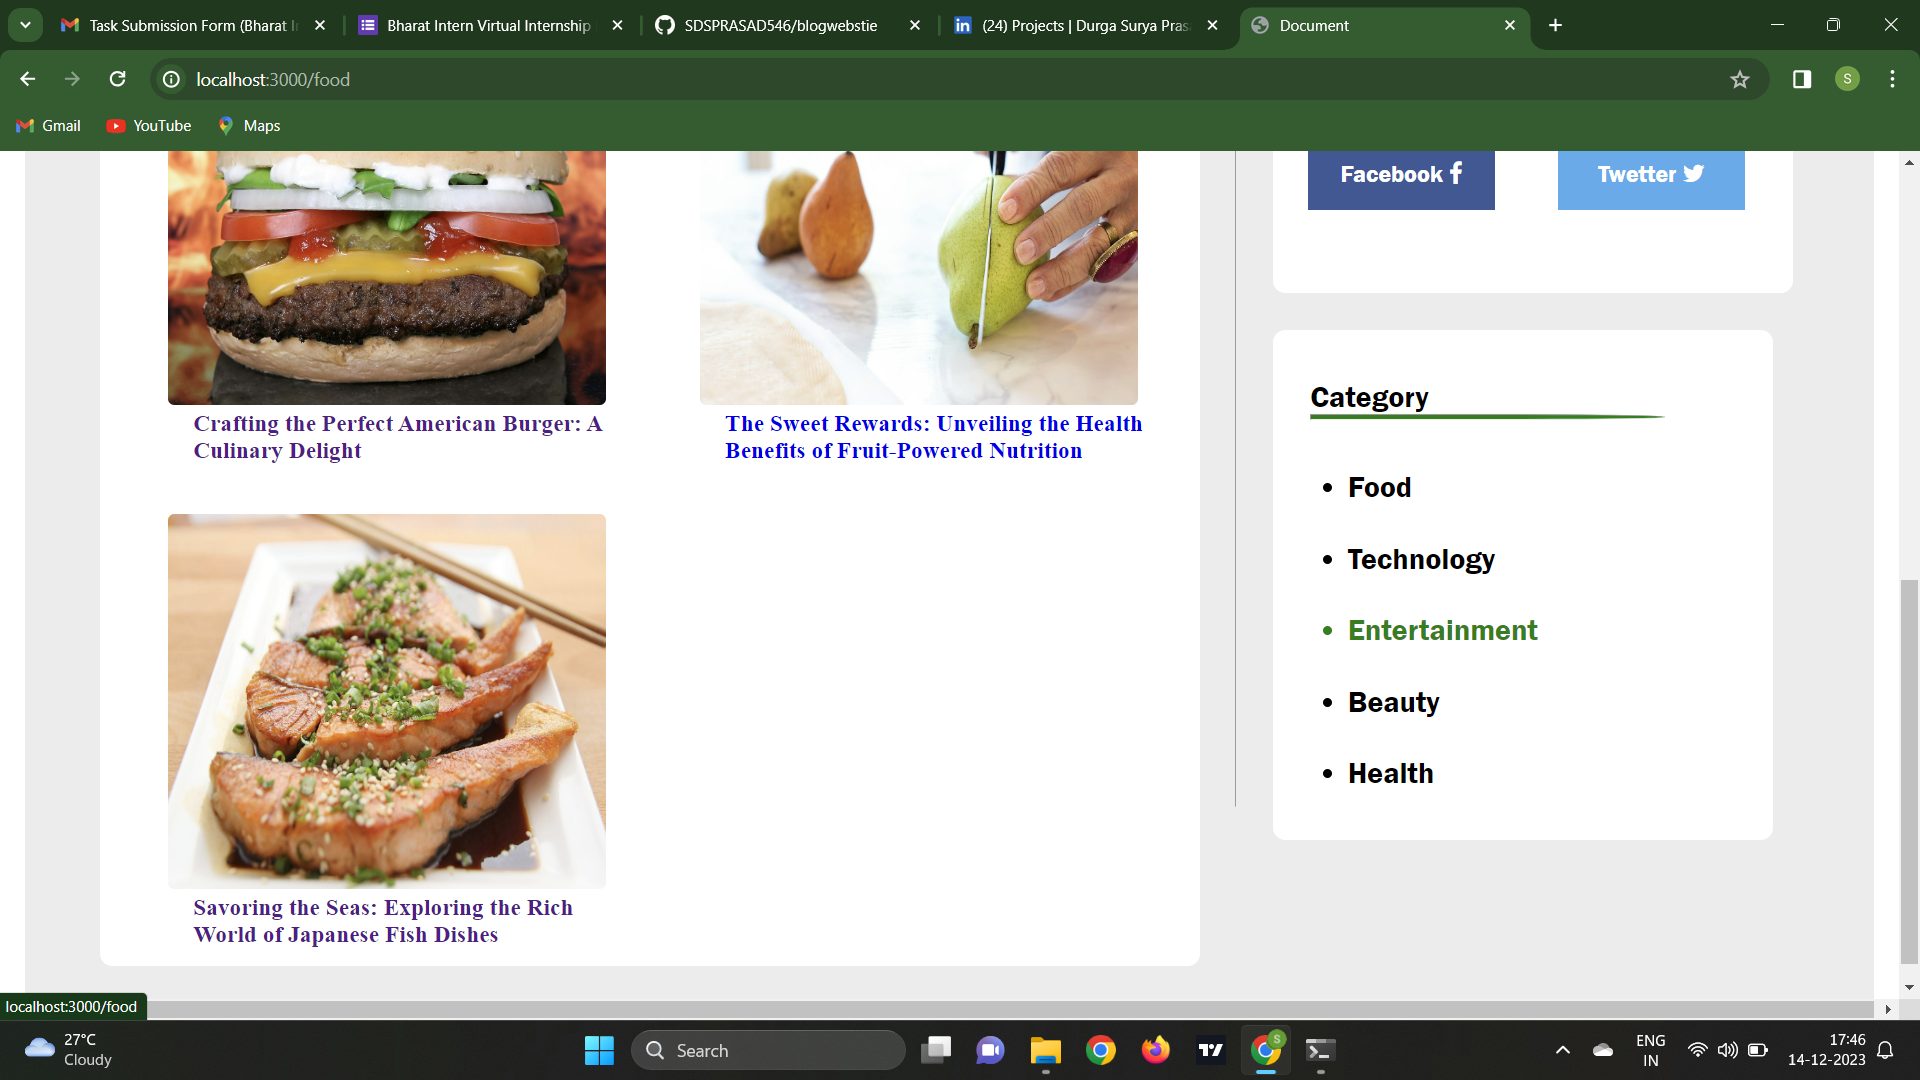 Task Submission Form (Bharat In
Bharat Intern Virtual Internship
SDSPRASAD546/blogwebstie
(24) Projects | Durga Surya Pras
Document
localhost:3000/food
S
Gmail
YouTube
Maps
Facebook
Twetter
Crafting the Perfect American Burger: A
Culinary Delight
The Sweet Rewards: Unveiling the Health
Benefits of Fruit-Powered Nutrition
Savoring the Seas: Exploring the Rich
World of Japanese Fish Dishes
Category
Food
Technology
Entertainment
Beauty
Health
localhost:3000/food
27°C
Cloudy
Search
S
ENG
IN
17:46
14-12-2023